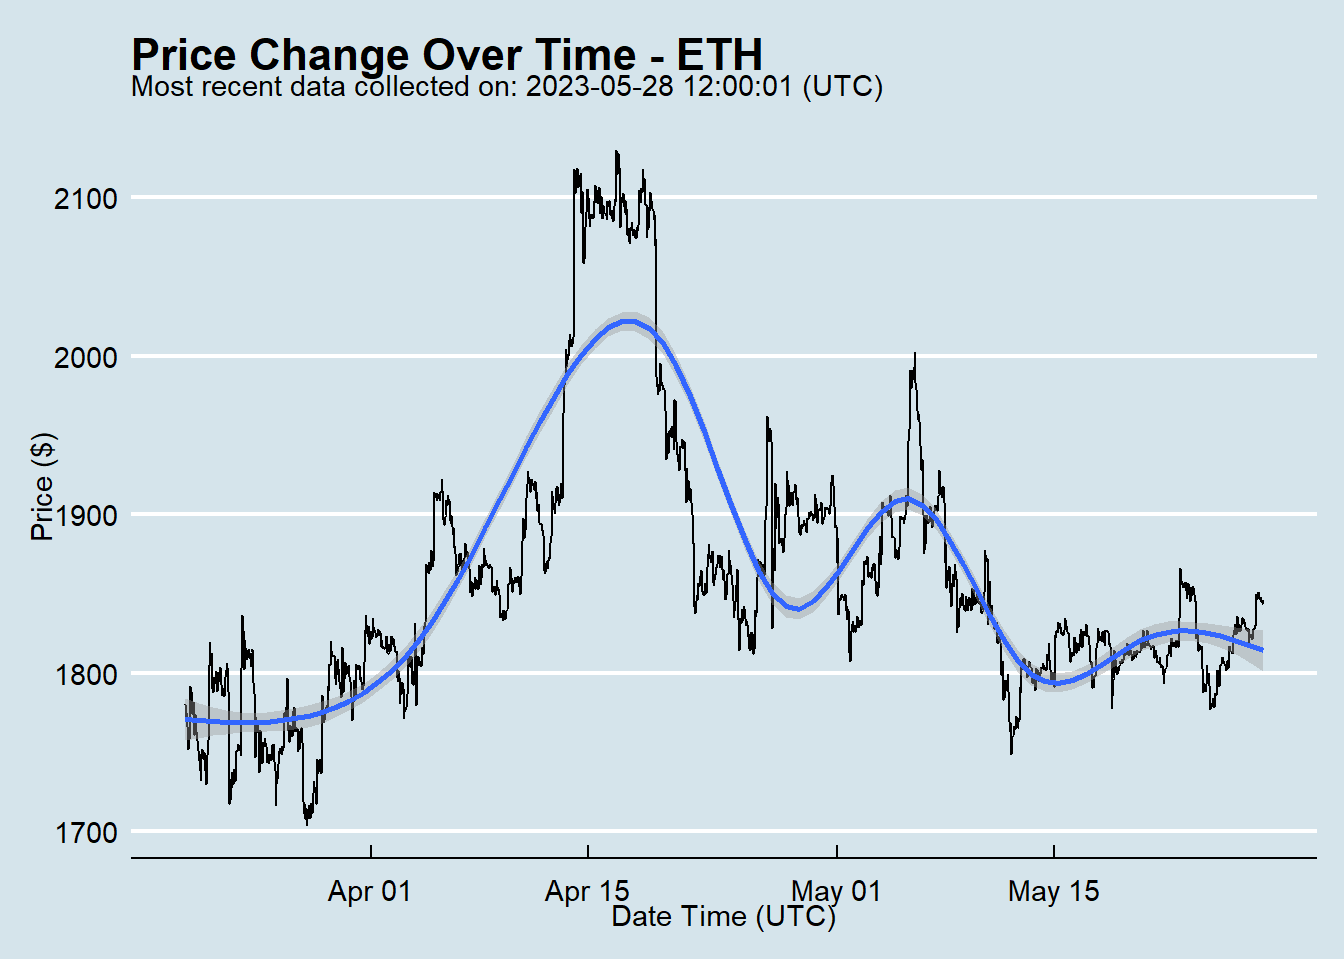 Price Change Over Time - ETH
Most recent data collected on: 2023-05-28 12:00:01 (UTC)
2100
2000
1900
1800
1700
Price ($)
Apr 01
Apr 15
May 01
May 15
Date Time (UTC)